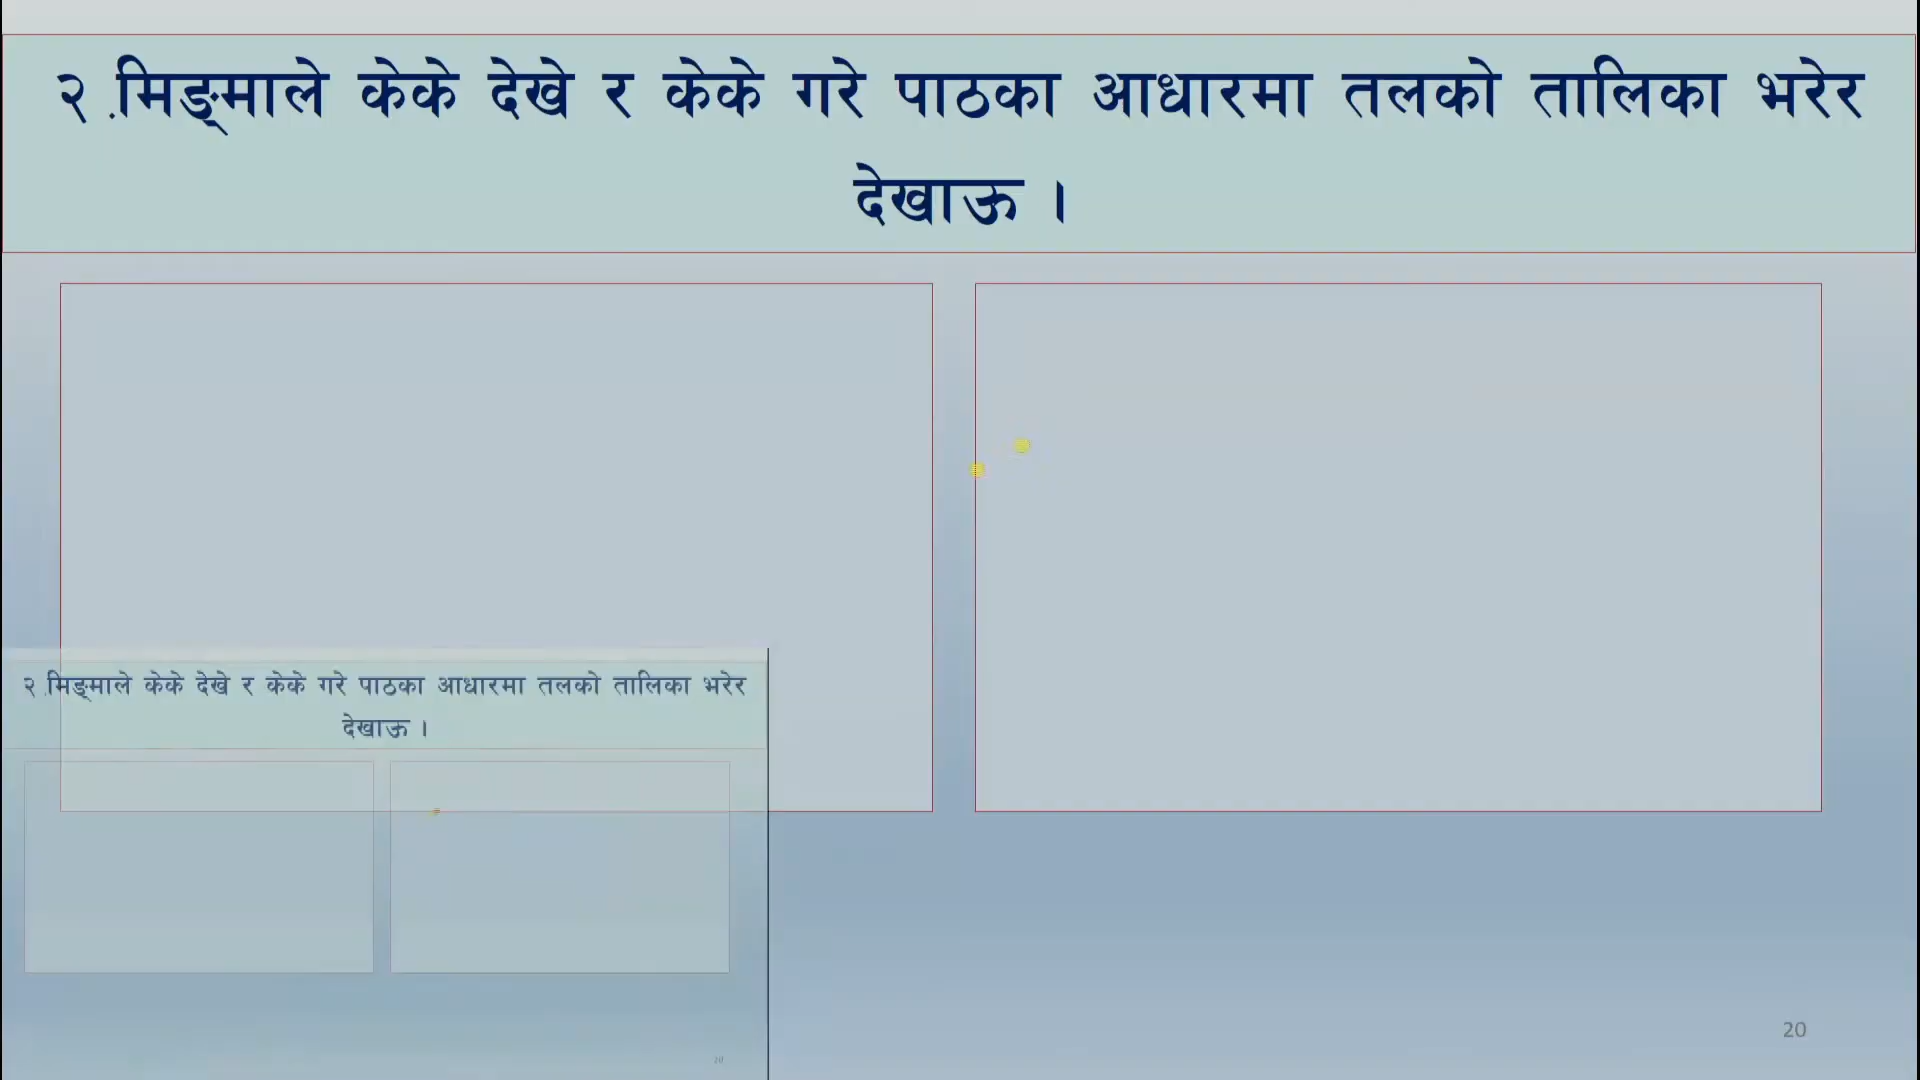 २ .मिङ्माले केके देखे र केके गरे पाठका आधारमा तलको तालिका भरेर
देखाऊ ।
२ .मिङ्माले केके देखे र केके गरे पाठका आधारमा तलको तालिका भरेर
देखाऊ ।
20